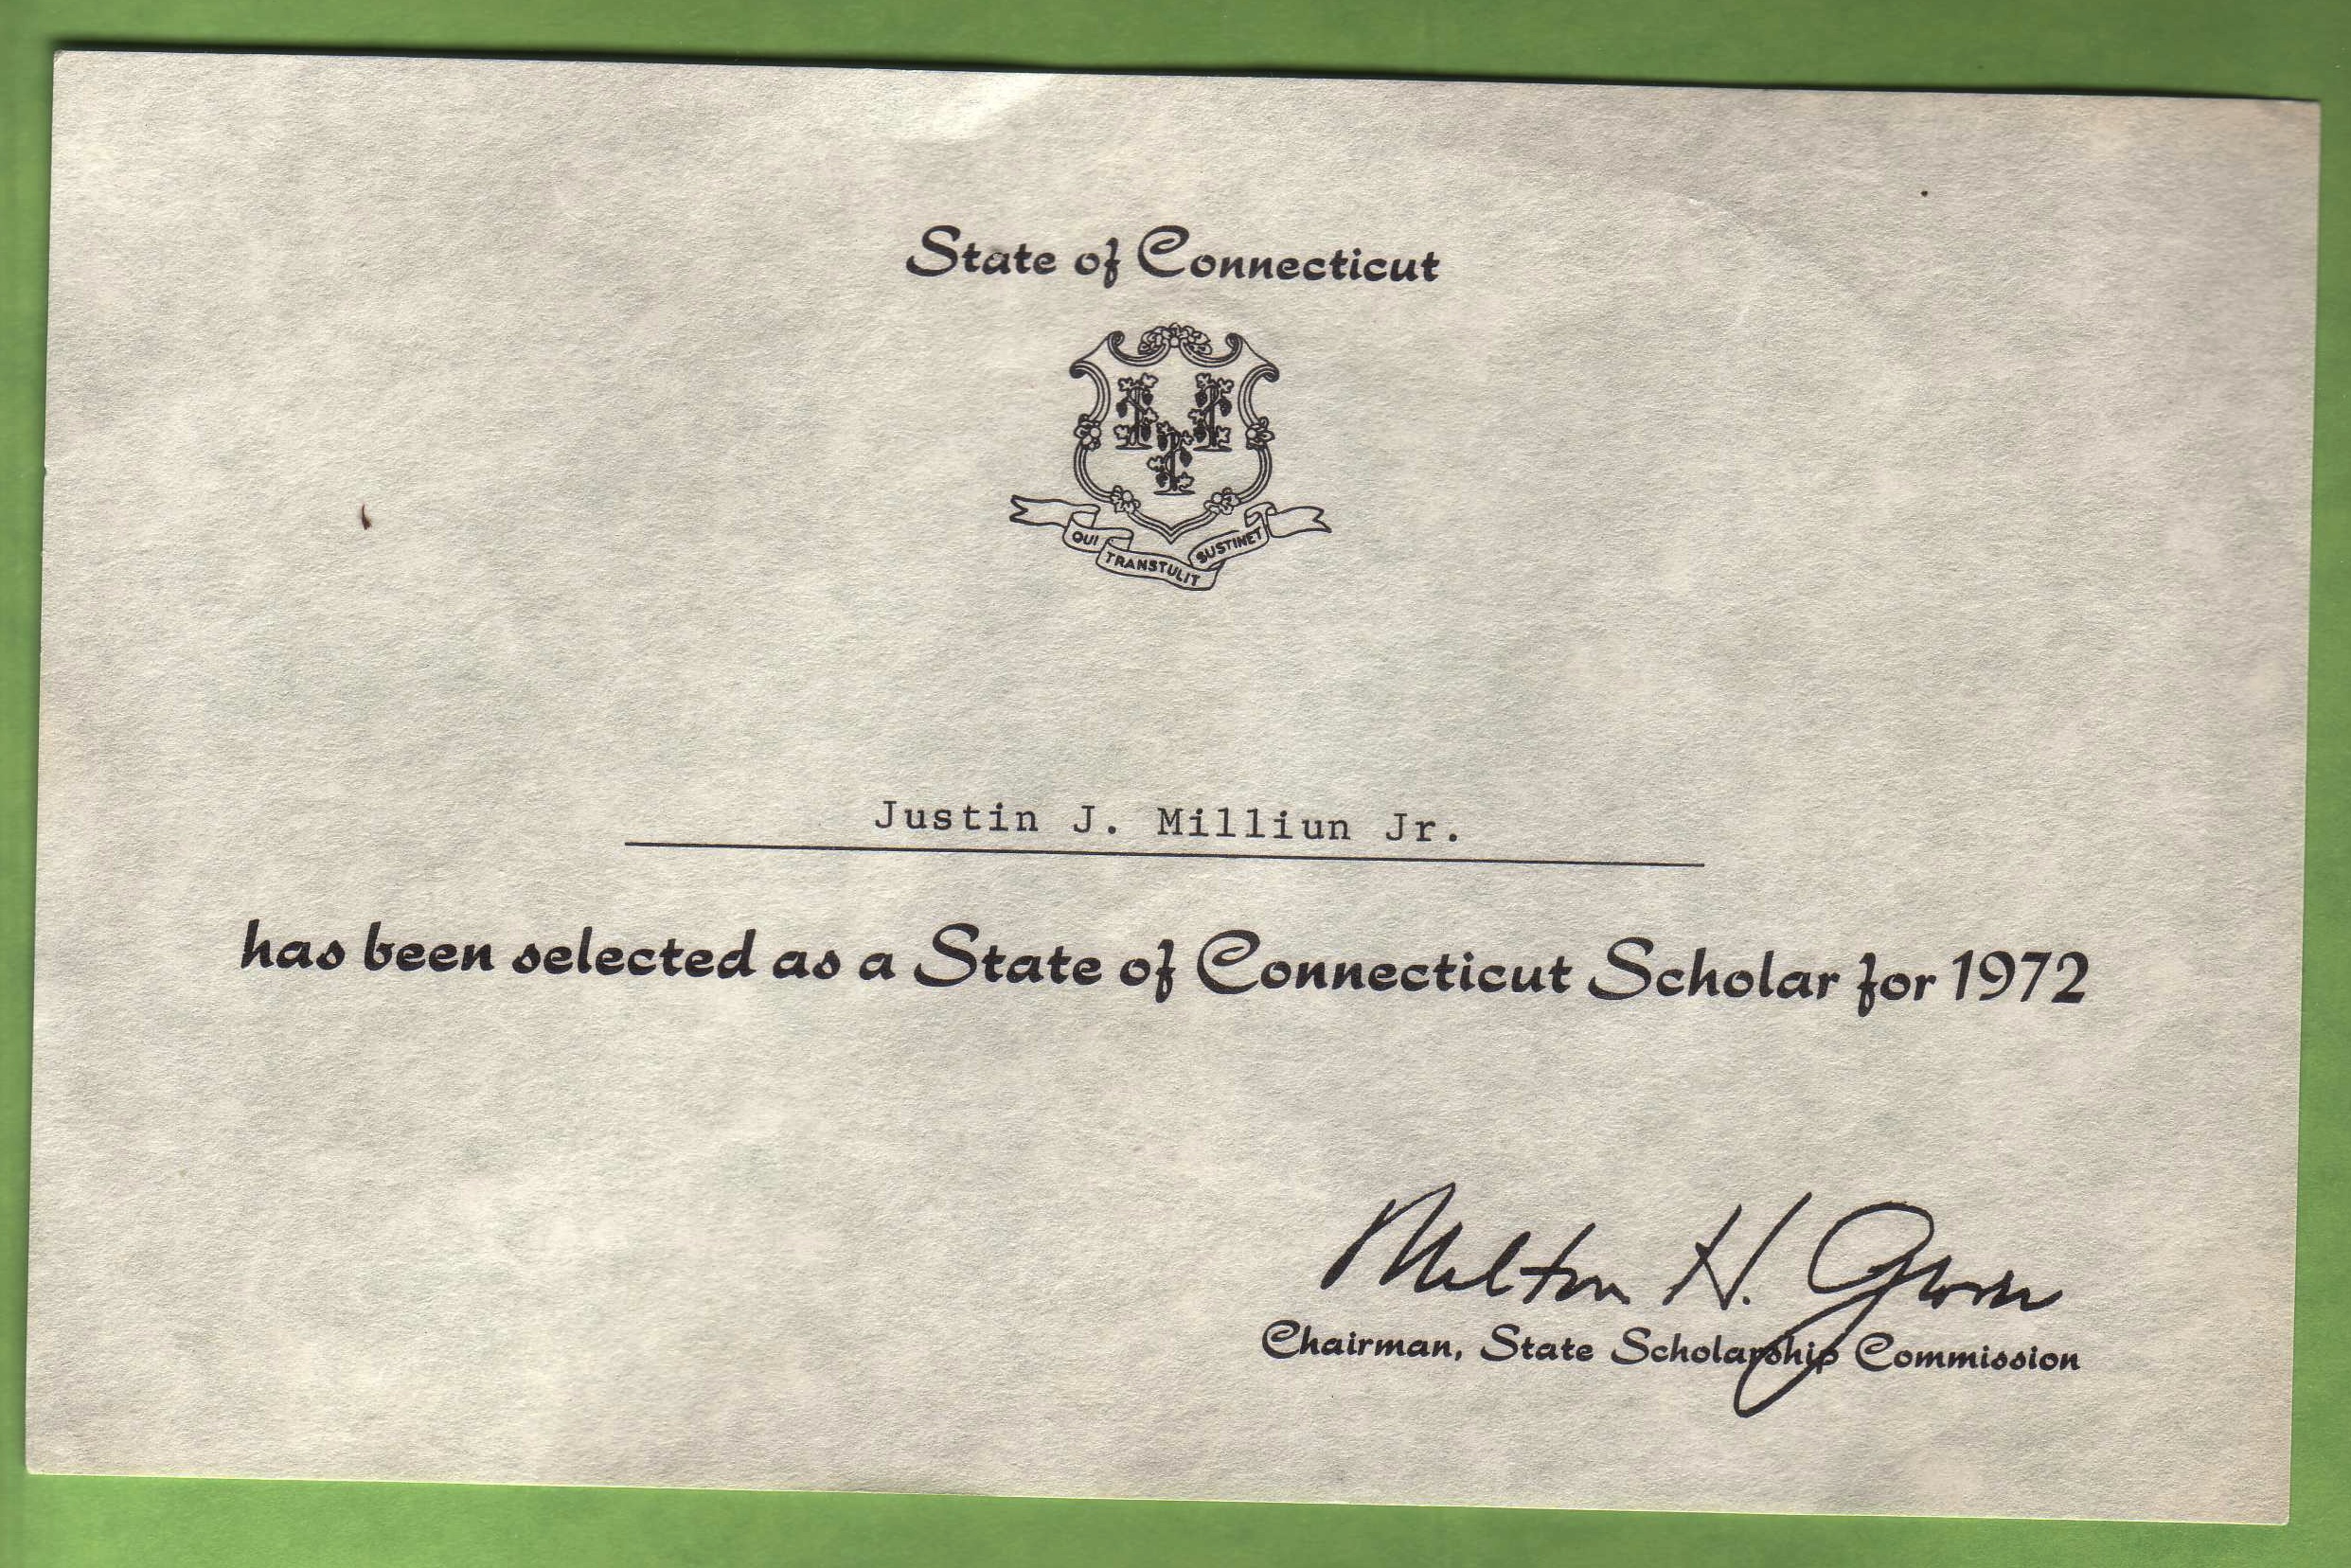 State of Connecticut
QUI TRANSTULIT SUSTINET
Justin J. Milliun Jr.
has been selected as a State of Connecticut Scholar for 1972
Milton H.
Chairman, State Scholarship Commission